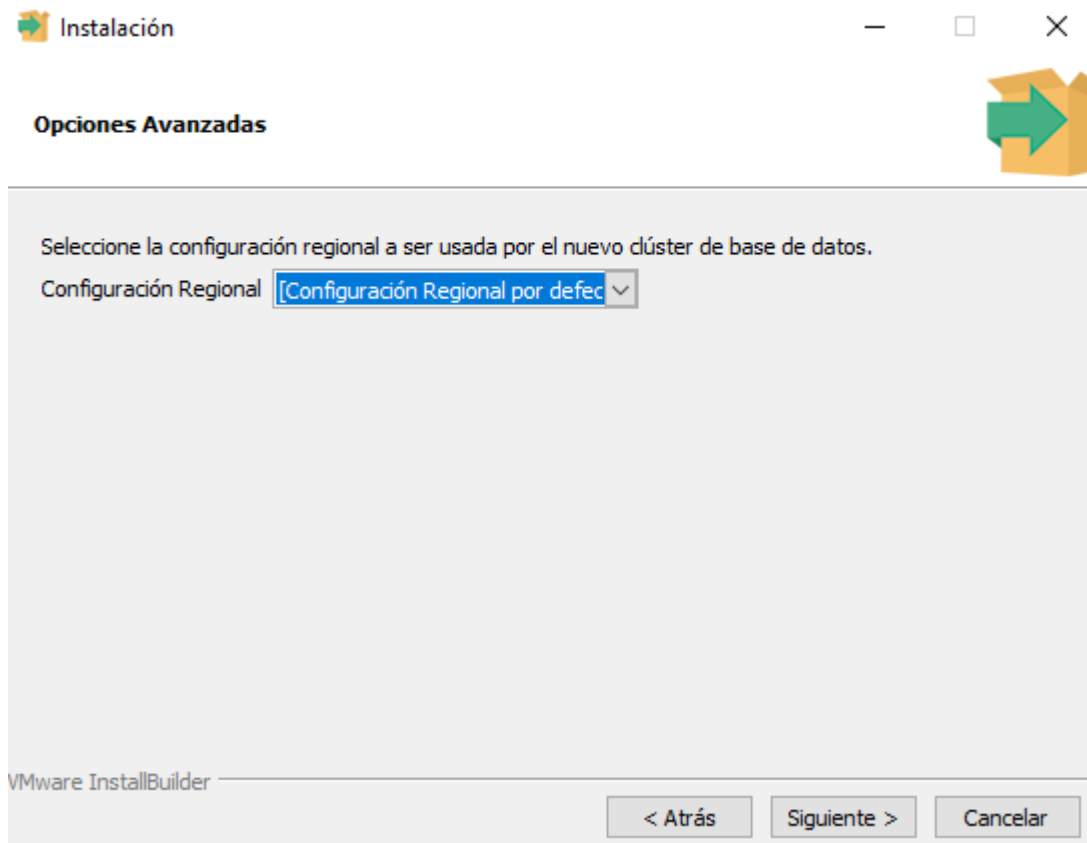 Instalación
Opciones Avanzadas
Seleccione la configuración regional a ser usada por el nuevo clúster de base de datos.
Configuración Regional [Configuración Regional por defec
VMware InstallBuilder
< Atrás Siguiente > Cancelar